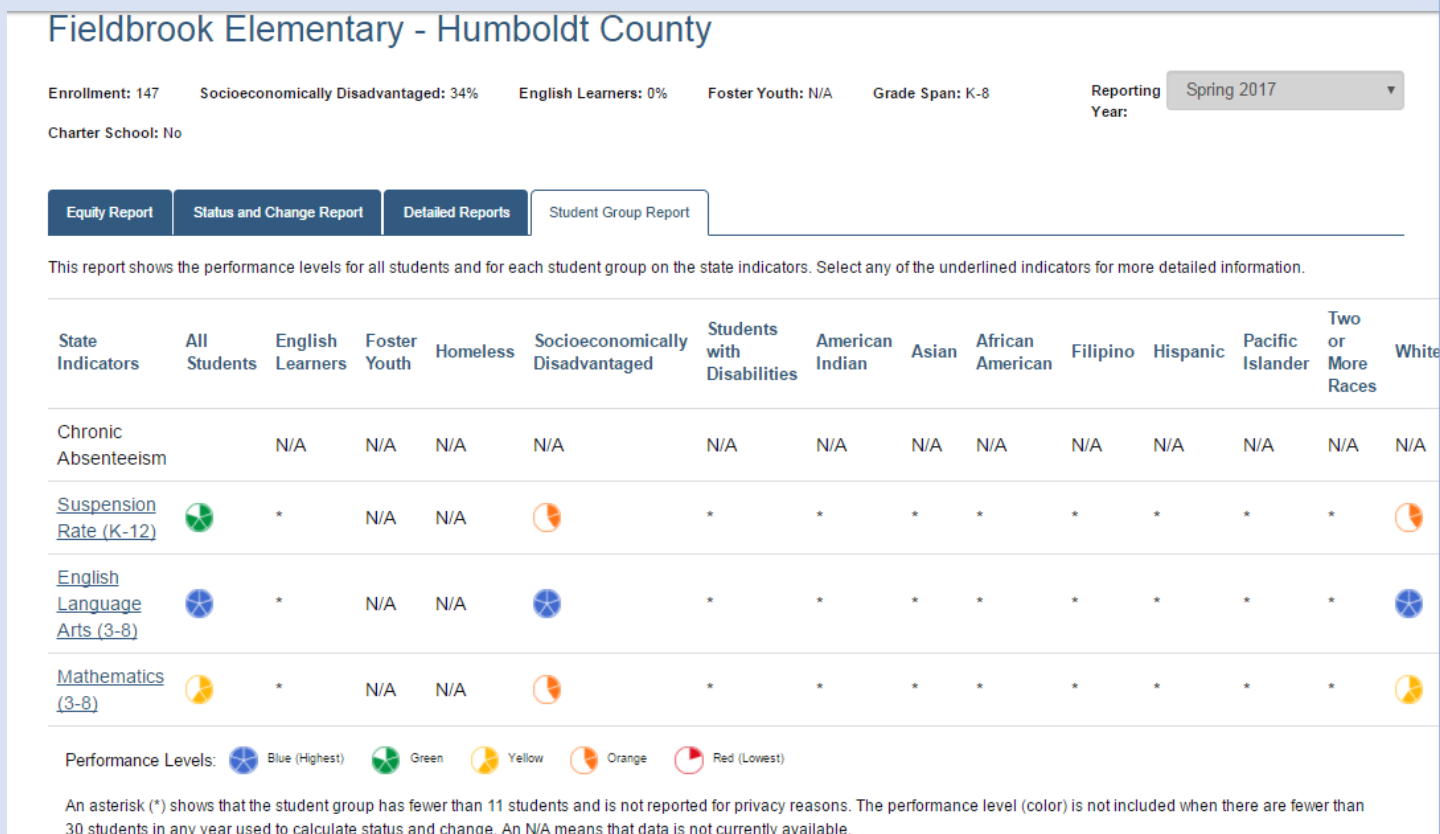 Fieldbrook Elementary - Humboldt County
Enrollment: 147 Socioeconomically Disadvantaged: 34% English Learners: 0% Foster Youth: N/A Grade Span: K-8 Reporting Year: Spring 2017
Charter School: No
Equity Report Status and Change Report Detailed Reports Student Group Report
This report shows the performance levels for all students and for each student group on the state indicators. Select any of the underlined indicators for more detailed information.
State Indicators All Students English Learners Foster Youth Homeless Socioeconomically Disadvantaged Students with Disabilities American Indian Asian African American Filipino Hispanic Pacific Islander Two or More Races White
Chronic Absenteeism N/A N/A N/A N/A N/A N/A N/A N/A N/A N/A N/A N/A N/A
Suspension Rate (K-12) * N/A N/A * * * * * * * *
English Language Arts (3-8) * N/A N/A * * * * * * * *
Mathematics (3-8) * N/A N/A * * * * * * * *
Performance Levels: Blue (Highest) Green Yellow Orange Red (Lowest)
An asterisk (*) shows that the student group has fewer than 11 students and is not reported for privacy reasons. The performance level (color) is not included when there are fewer than
30 students in any year used to calculate status and change. An N/A means that data is not currently available.